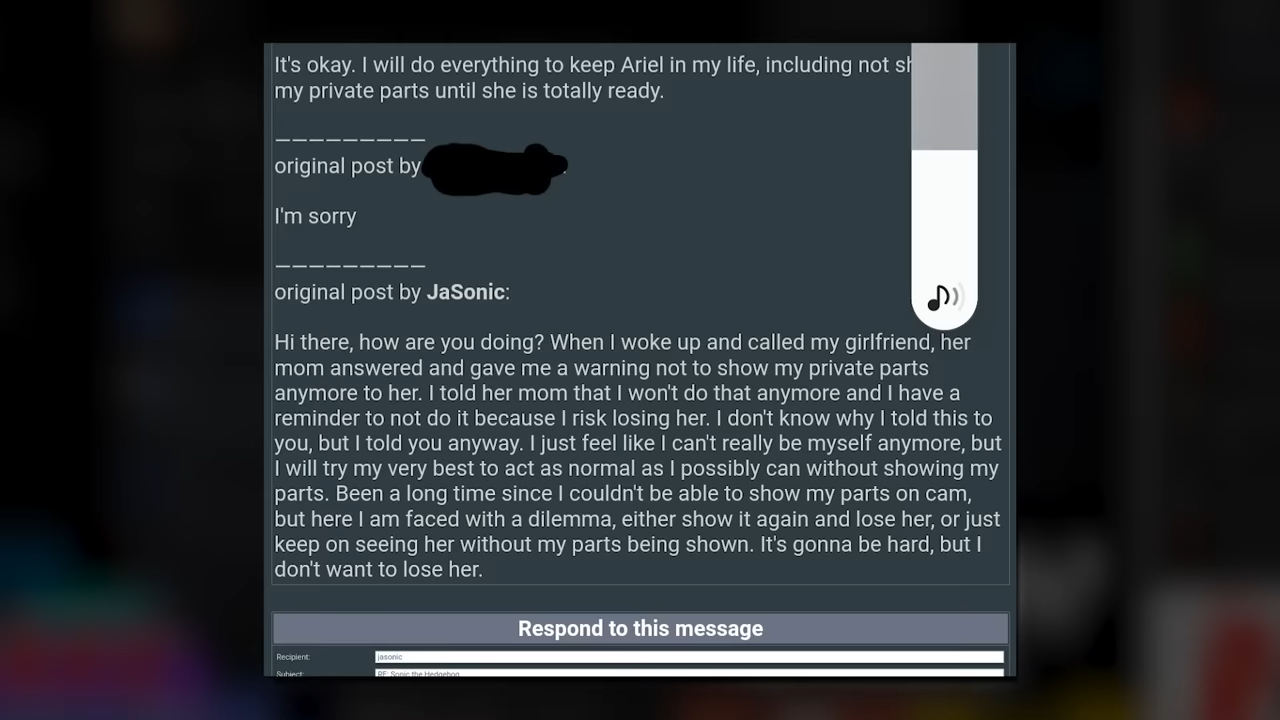 It's okay. I will do everything to keep Ariel in my life, including not
my private parts until she is totally ready.
_________
original post by
I'm sorry
_________
original post by JaSonic:
Hi there, how are you doing? When I woke up and called my girlfriend, her
mom answered and gave me a warning not to show my private parts
anymore to her. I told her mom that I won't do that anymore and I have a
reminder to not do it because I risk losing her. I don't know why I told this to
you, but I told you anyway. I just feel like I can't really be myself anymore, but
I will try my very best to act as normal as I possibly can without showing my
parts. Been a long time since I couldn't be able to show my parts on cam,
but here I am faced with a dilemma, either show it again and lose her, or just
keep on seeing her without my parts being shown. It's gonna be hard, but I
don't want to lose her.
Respond to this message
Recipient:
jasonic
Subject:
RE: Sonic the Hedgehog